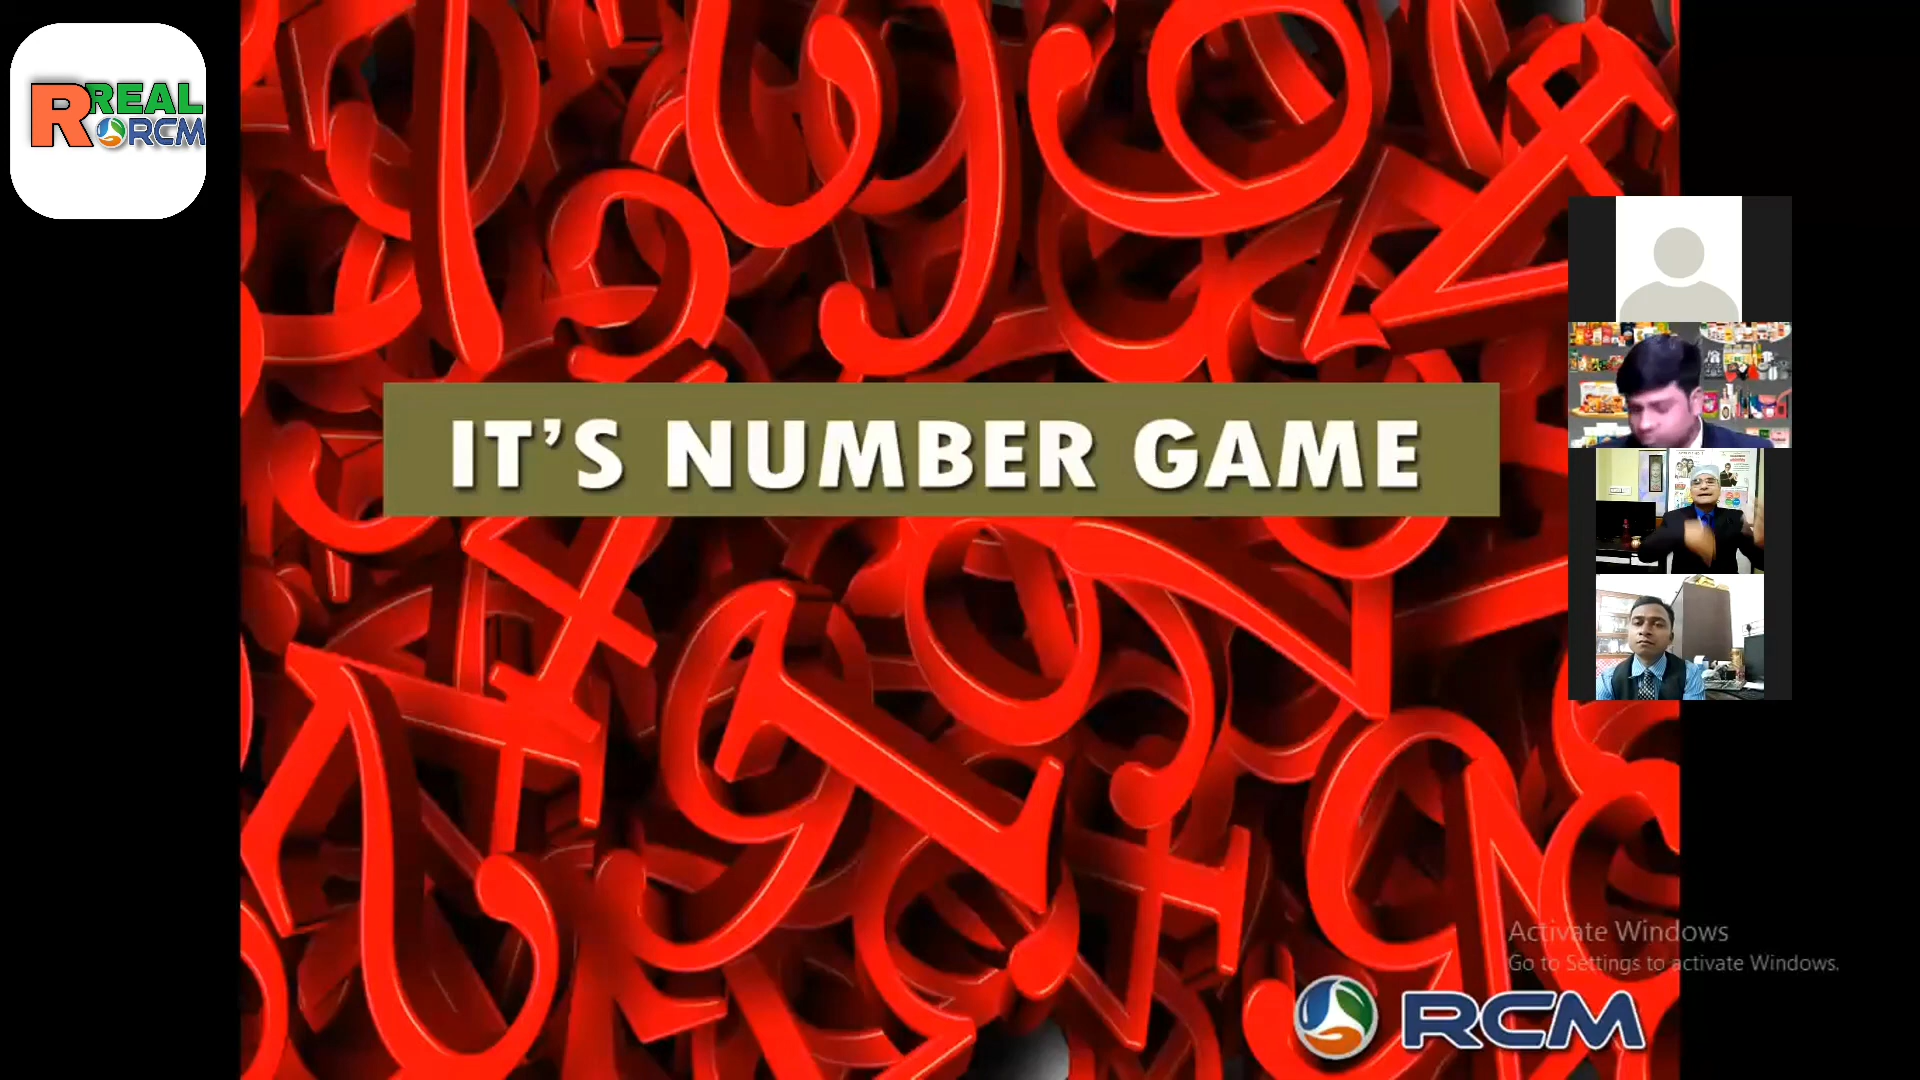 REAL
RCM
IT'S NUMBER GAME
Activate Windows
Go to Settings to activate Windows.
RCM